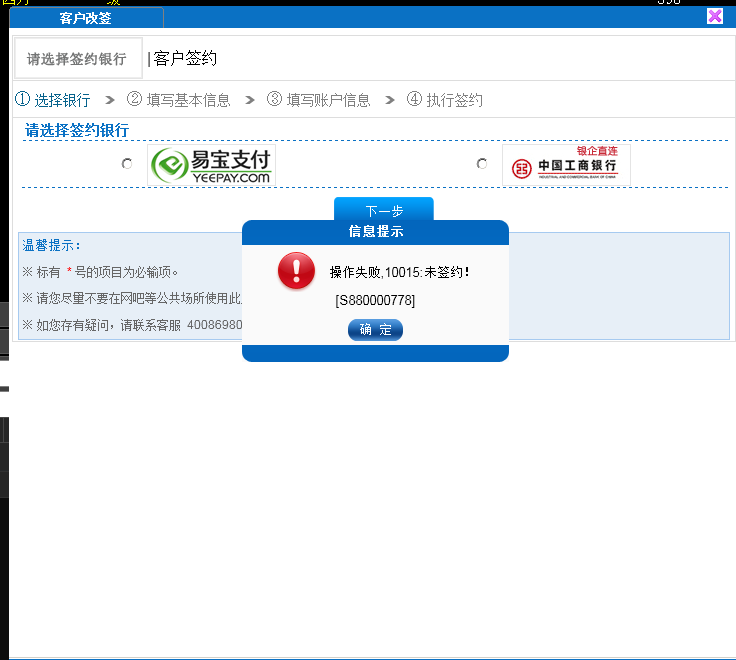 客户改签
请选择签约银行 | 客户签约
① 选择银行 > ② 填写基本信息 > ③ 填写账户信息 > ④ 执行签约
请选择签约银行
易宝支付
YEEPAY.COM
银企直连
中国工商银行
INDUSTRIAL AND COMMERCIAL BANK OF CHINA
下一步
信息提示
操作失败,10015:未签约!
[S880000778]
确 定
温馨提示:
※ 标有 * 号的项目为必输项。
※ 请您尽量不要在网吧等公共场所使用此
※ 如您存有疑问，请联系客服 40086980